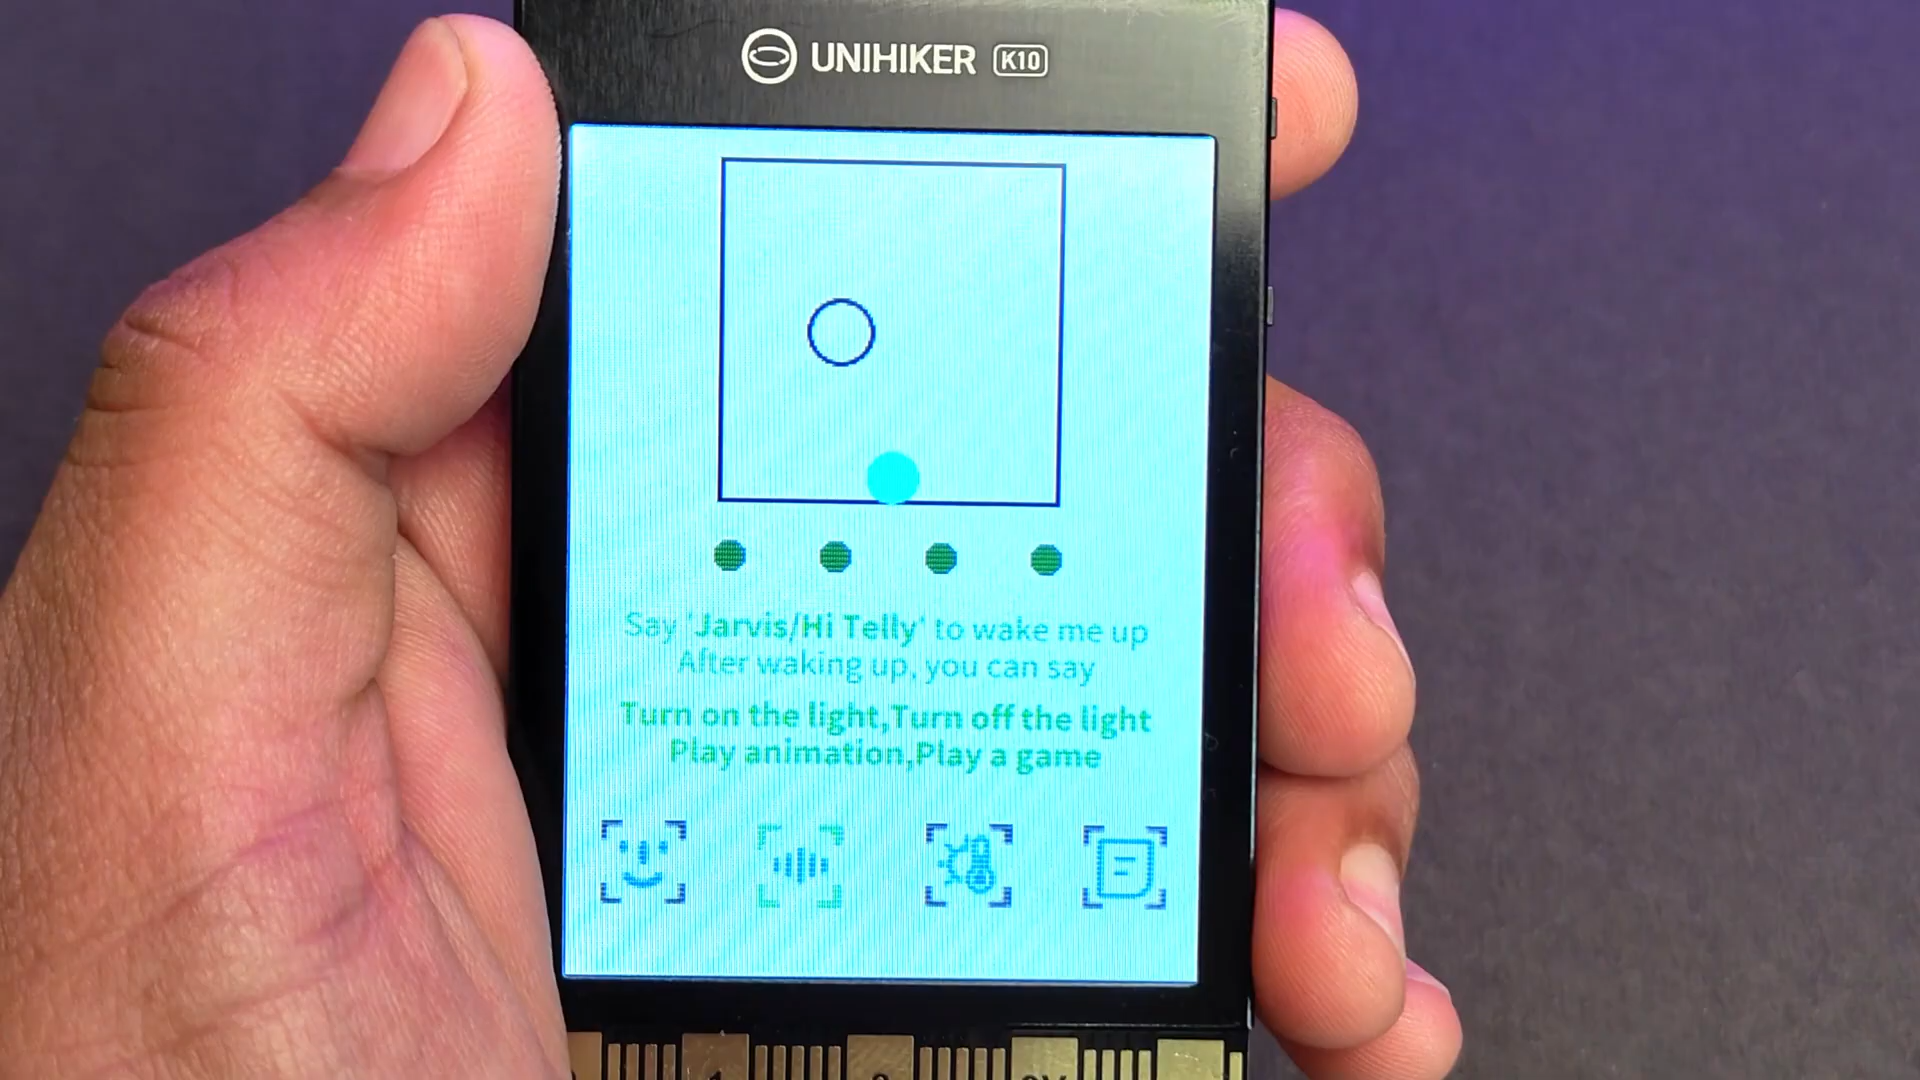 UNIHIKER K10
Say 'Jarvis/Hi Telly' to wake me up
After waking up, you can say
Turn on the light,Turn off the light
Play animation,Play a game